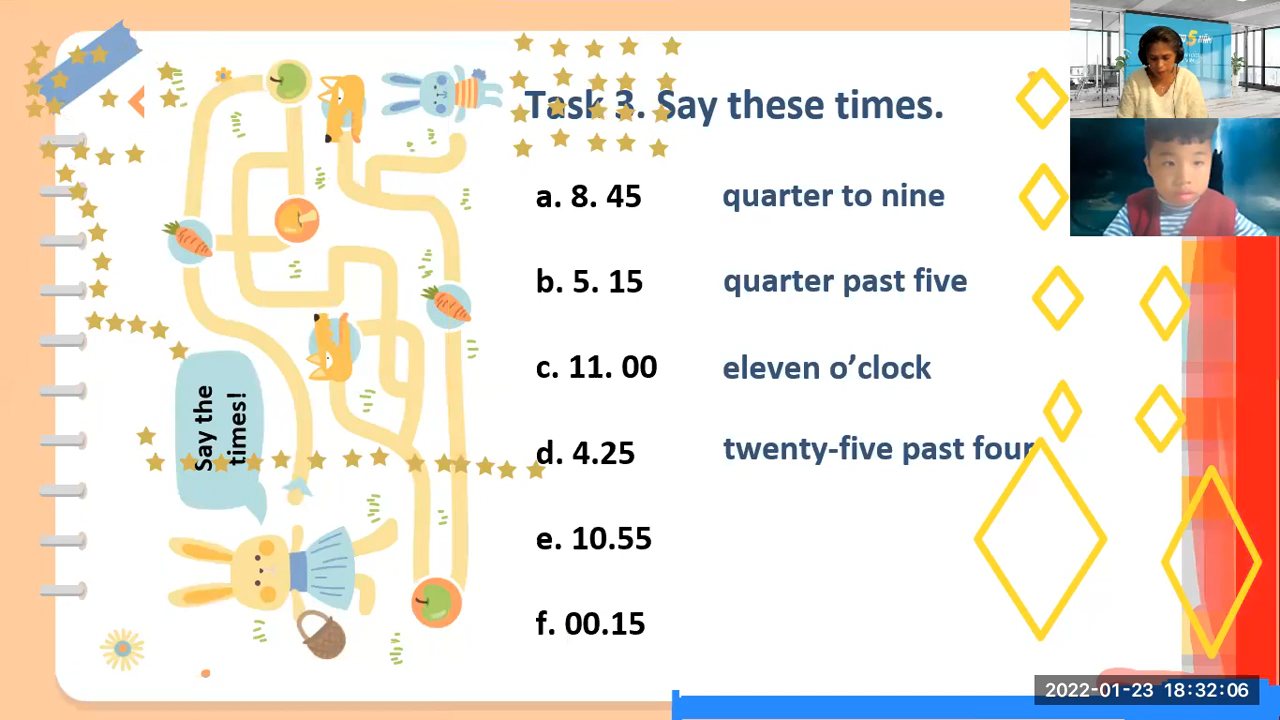 Task 3. Say these times.
a. 8. 45 quarter to nine
b. 5. 15 quarter past five
c. 11. 00 eleven o’clock
d. 4.25 twenty-five past four
e. 10.55
f. 00.15
Say the
times!
2022-01-23 18:32:06